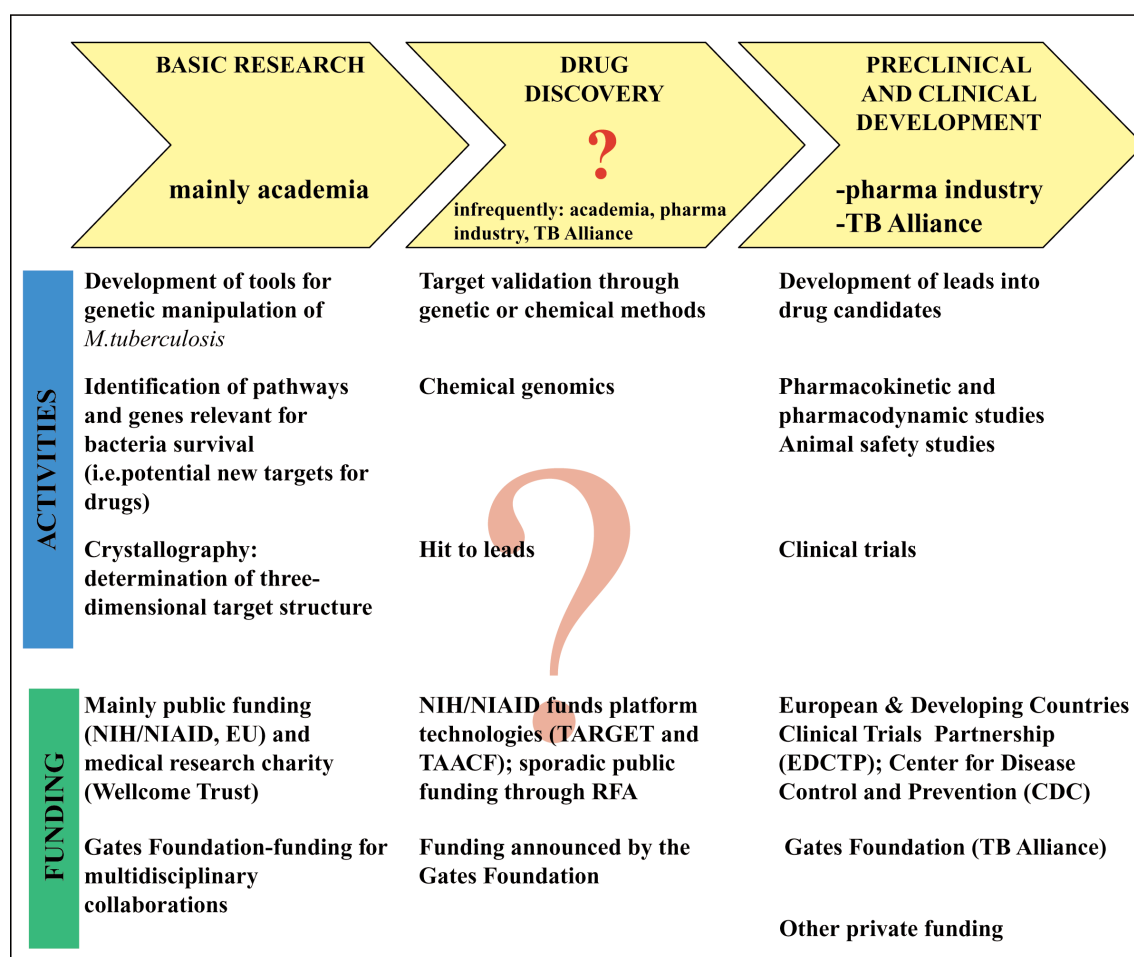 BASIC RESEARCH
mainly academia
DRUG
DISCOVERY
?
infrequently: academia, pharma
industry, TB Alliance
PRECLINICAL
AND CLINICAL
DEVELOPMENT
-pharma industry
-TB Alliance
ACTIVITIES
Development of tools for
genetic manipulation of
M.tuberculosis
Target validation through
genetic or chemical methods
Development of leads into
drug candidates
Identification of pathways
and genes relevant for
bacteria survival
(i.e.potential new targets for
drugs)
Chemical genomics
Pharmacokinetic and
pharmacodynamic studies
Animal safety studies
Crystallography:
determination of three-
dimensional target structure
Hit to leads
Clinical trials
?
FUNDING
Mainly public funding
(NIH/NIAID, EU) and
medical research charity
(Wellcome Trust)
NIH/NIAID funds platform
technologies (TARGET and
TAACF); sporadic public
funding through RFA
European & Developing Countries
Clinical Trials Partnership
(EDCTP); Center for Disease
Control and Prevention (CDC)
Gates Foundation-funding for
multidisciplinary
collaborations
Funding announced by the
Gates Foundation
Gates Foundation (TB Alliance)
Other private funding